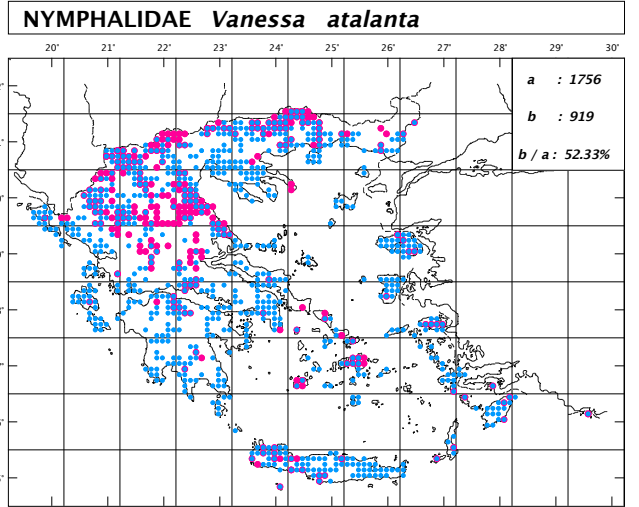 NYMPHALIDAE Vanessa atalanta
20' 21' 22' 23' 24' 25' 26' 27' 28' 29' 30'
a : 1756
b : 919
b / a : 52.33%